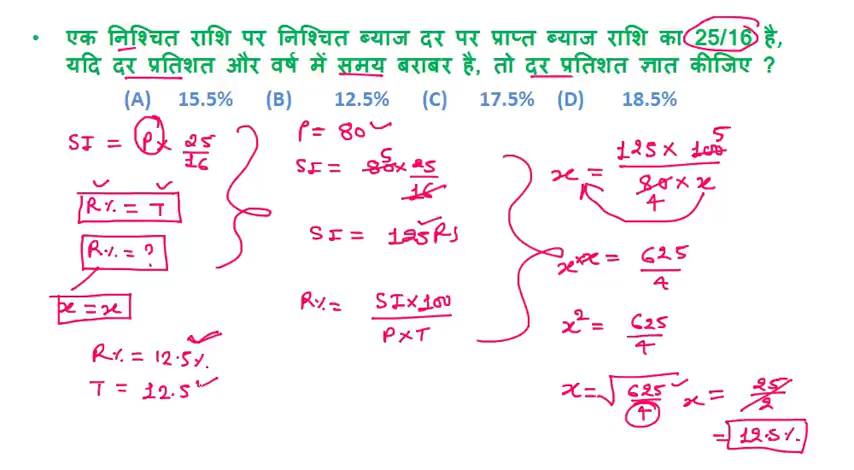 • एक निश्चित राशि पर निश्चित ब्याज दर पर प्राप्त ब्याज राशि का 25/16 है,
यदि दर प्रतिशत और वर्ष में समय बराबर है, तो दर प्रतिशत ज्ञात कीजिए ?
(A) 15.5% (B) 12.5% (C) 17.5% (D) 18.5%
SI = P × 25/16
R% = T
R% = ?
x = x
R% = 12.5%
T = 12.5
P = 80
SI = 80 5 × 25/16
SI = 125 Rs
R% = SI × 100 / P × T
x = 125 × 100 5 / 80 4 × x
x × x = 625/4
x² = 625/4
x = √625/4 x = 25/2
= 12.5%